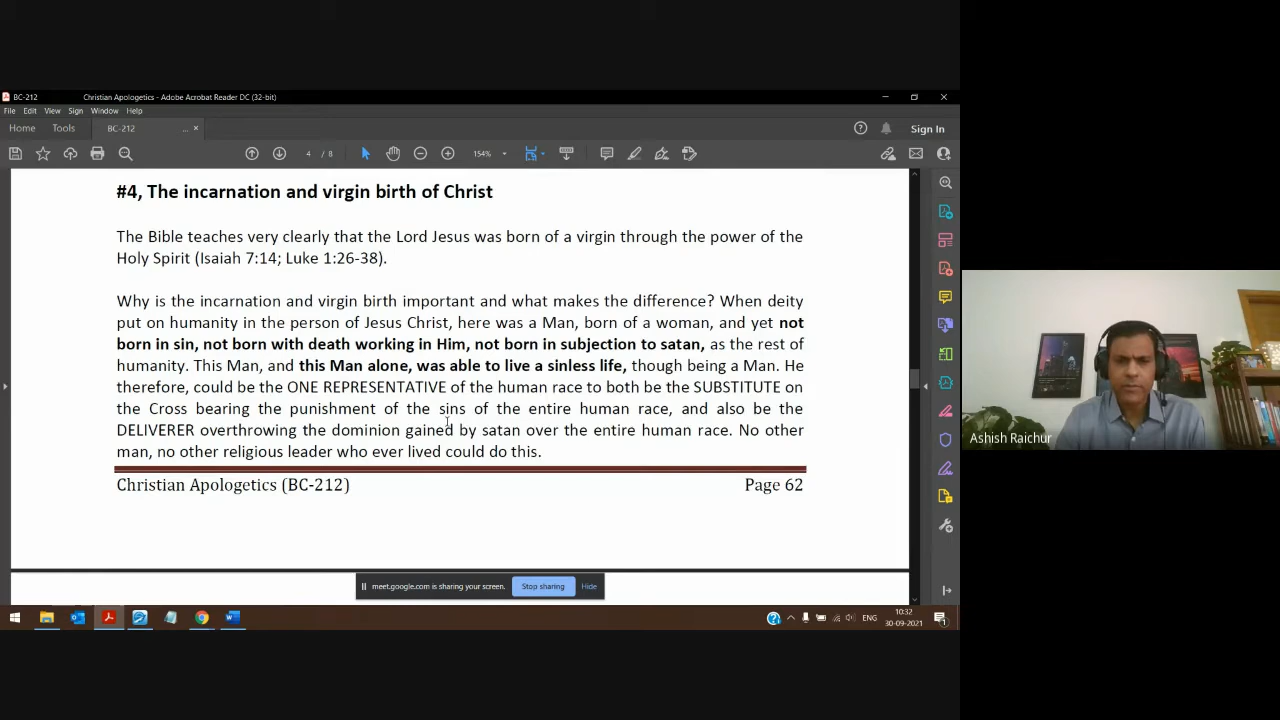 BC-212 Christian Apologetics - Adobe Acrobat Reader DC (32-bit)
File Edit View Sign Window Help
Home Tools BC-212 ... × Sign In
4 / 8 154%
#4, The incarnation and virgin birth of Christ
The Bible teaches very clearly that the Lord Jesus was born of a virgin through the power of the
Holy Spirit (Isaiah 7:14; Luke 1:26-38).
Why is the incarnation and virgin birth important and what makes the difference? When deity
put on humanity in the person of Jesus Christ, here was a Man, born of a woman, and yet not
born in sin, not born with death working in Him, not born in subjection to satan, as the rest of
humanity. This Man, and this Man alone, was able to live a sinless life, though being a Man. He
therefore, could be the ONE REPRESENTATIVE of the human race to both be the SUBSTITUTE on
the Cross bearing the punishment of the sins of the entire human race, and also be the
DELIVERER overthrowing the dominion gained by satan over the entire human race. No other
man, no other religious leader who ever lived could do this.
Christian Apologetics (BC-212) Page 62
meet.google.com is sharing your screen. Stop sharing Hide
ENG 10:32
30-09-2021
Ashish Raichur